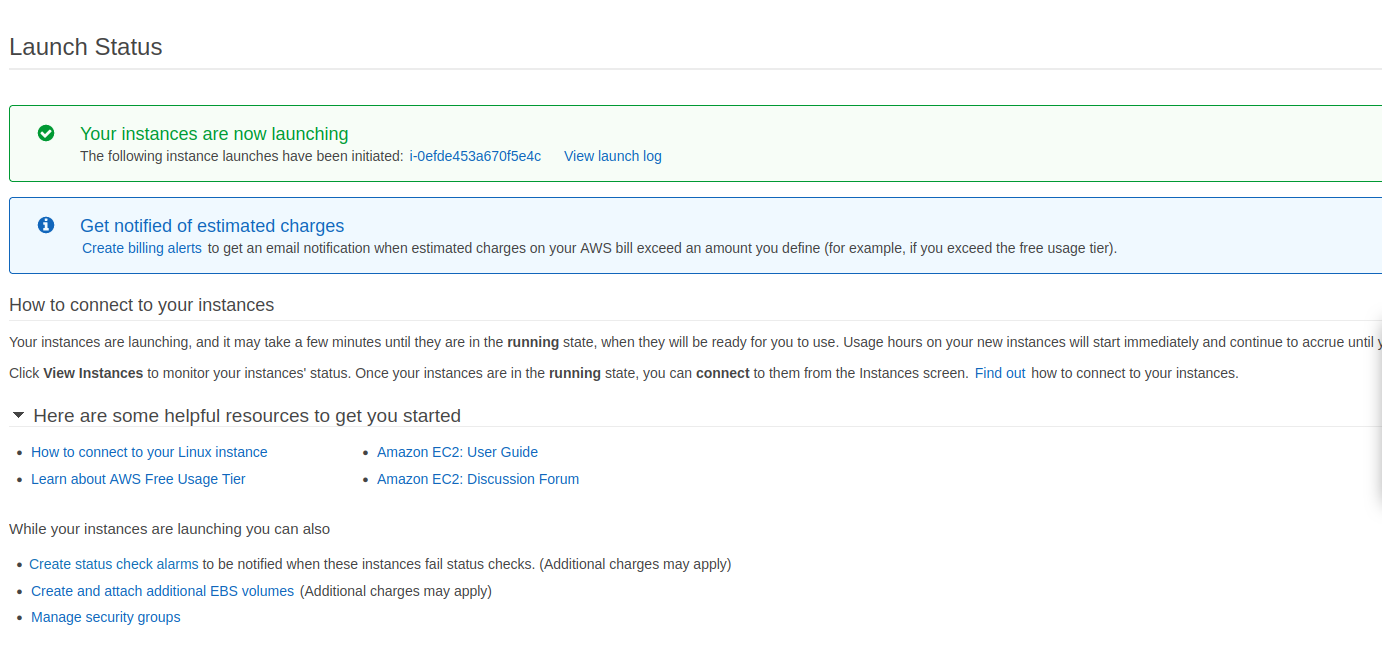 Launch Status
Your instances are now launching
The following instance launches have been initiated: i-0efde453a670f5e4c View launch log
Get notified of estimated charges
Create billing alerts to get an email notification when estimated charges on your AWS bill exceed an amount you define (for example, if you exceed the free usage tier).
How to connect to your instances
Your instances are launching, and it may take a few minutes until they are in the running state, when they will be ready for you to use. Usage hours on your new instances will start immediately and continue to accrue until
Click View Instances to monitor your instances' status. Once your instances are in the running state, you can connect to them from the Instances screen. Find out how to connect to your instances.
Here are some helpful resources to get you started
How to connect to your Linux instance
Amazon EC2: User Guide
Learn about AWS Free Usage Tier
Amazon EC2: Discussion Forum
While your instances are launching you can also
Create status check alarms to be notified when these instances fail status checks. (Additional charges may apply)
Create and attach additional EBS volumes (Additional charges may apply)
Manage security groups